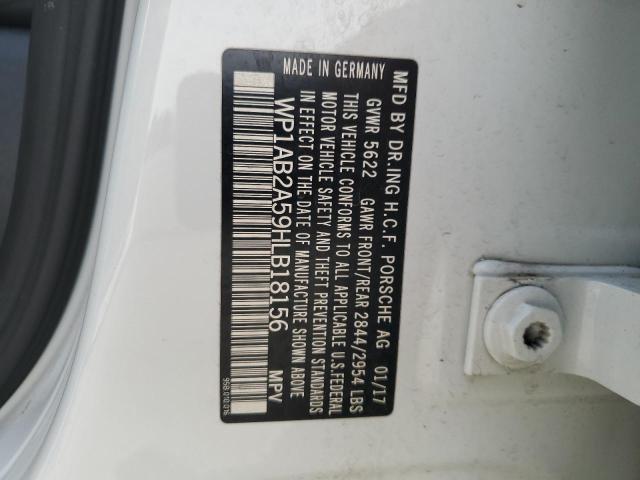 MFD BY DR.ING H.C.F. PORSCHE AG 01/17
GVWR 5622 GAWR FRONT/REAR 2844/2954 LBS
THIS VEHICLE CONFORMS TO ALL APPLICABLE U.S.FEDERAL
MOTOR VEHICLE SAFETY AND THEFT PREVENTION STANDARDS
IN EFFECT ON THE DATE OF MANUFACTURE SHOWN ABOVE
WP1AB2A59HLB18156 MPV
MADE IN GERMANY